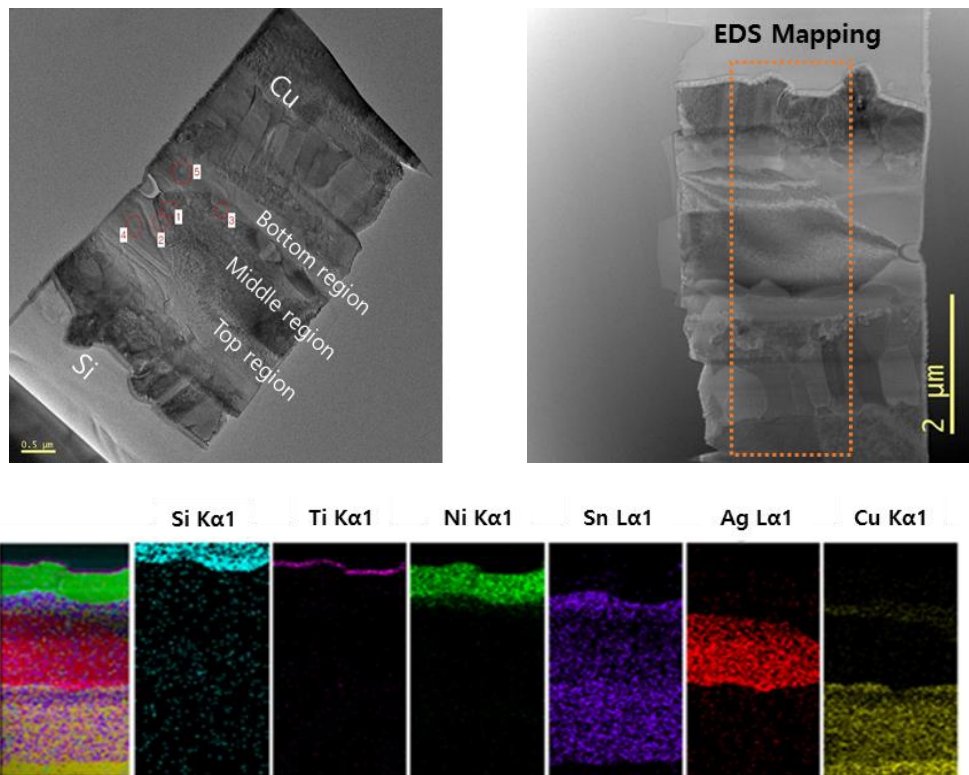 Cu
5
1
3
4
2
Bottom region
Middle region
Top region
Si
0.5 μm
EDS Mapping
2 μm
Si Kα1
Ti Kα1
Ni Kα1
Sn Lα1
Ag Lα1
Cu Kα1